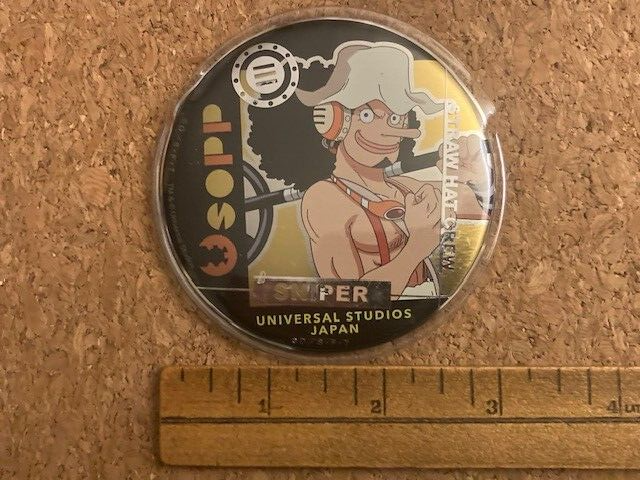 usopp
STRAW HAT CREW
SNIPER
UNIVERSAL STUDIOS
JAPAN
1 2 3 4